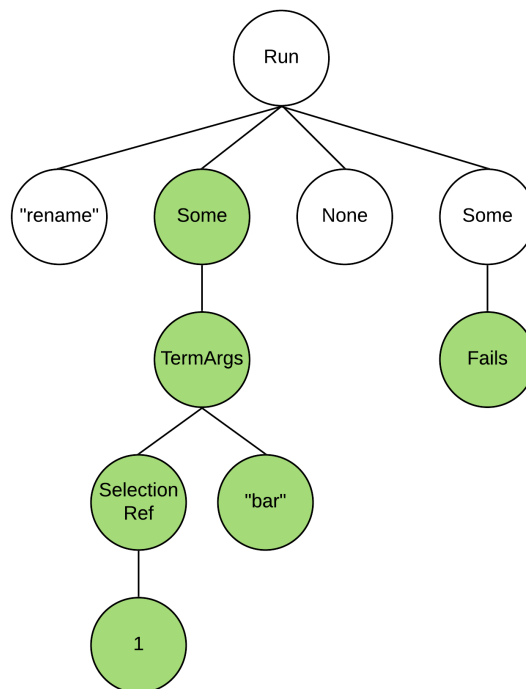 Run
"rename"
Some
None
Some
TermArgs
Fails
Selection
Ref
"bar"
1